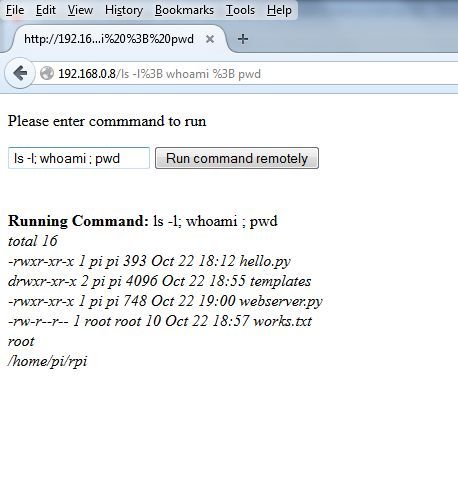 File Edit View History Bookmarks Tools Help
http://192.16...i%20%3B%20pwd
192.168.0.8/ls -l%3B whoami %3B pwd
Please enter commmand to run
ls -l; whoami ; pwd Run command remotely
Running Command: ls -l; whoami ; pwd
total 16
-rwxr-xr-x 1 pi pi 393 Oct 22 18:12 hello.py
drwxr-xr-x 2 pi pi 4096 Oct 22 18:55 templates
-rwxr-xr-x 1 pi pi 748 Oct 22 19:00 webserver.py
-rw-r--r-- 1 root root 10 Oct 22 18:57 works.txt
root
/home/pi/rpi